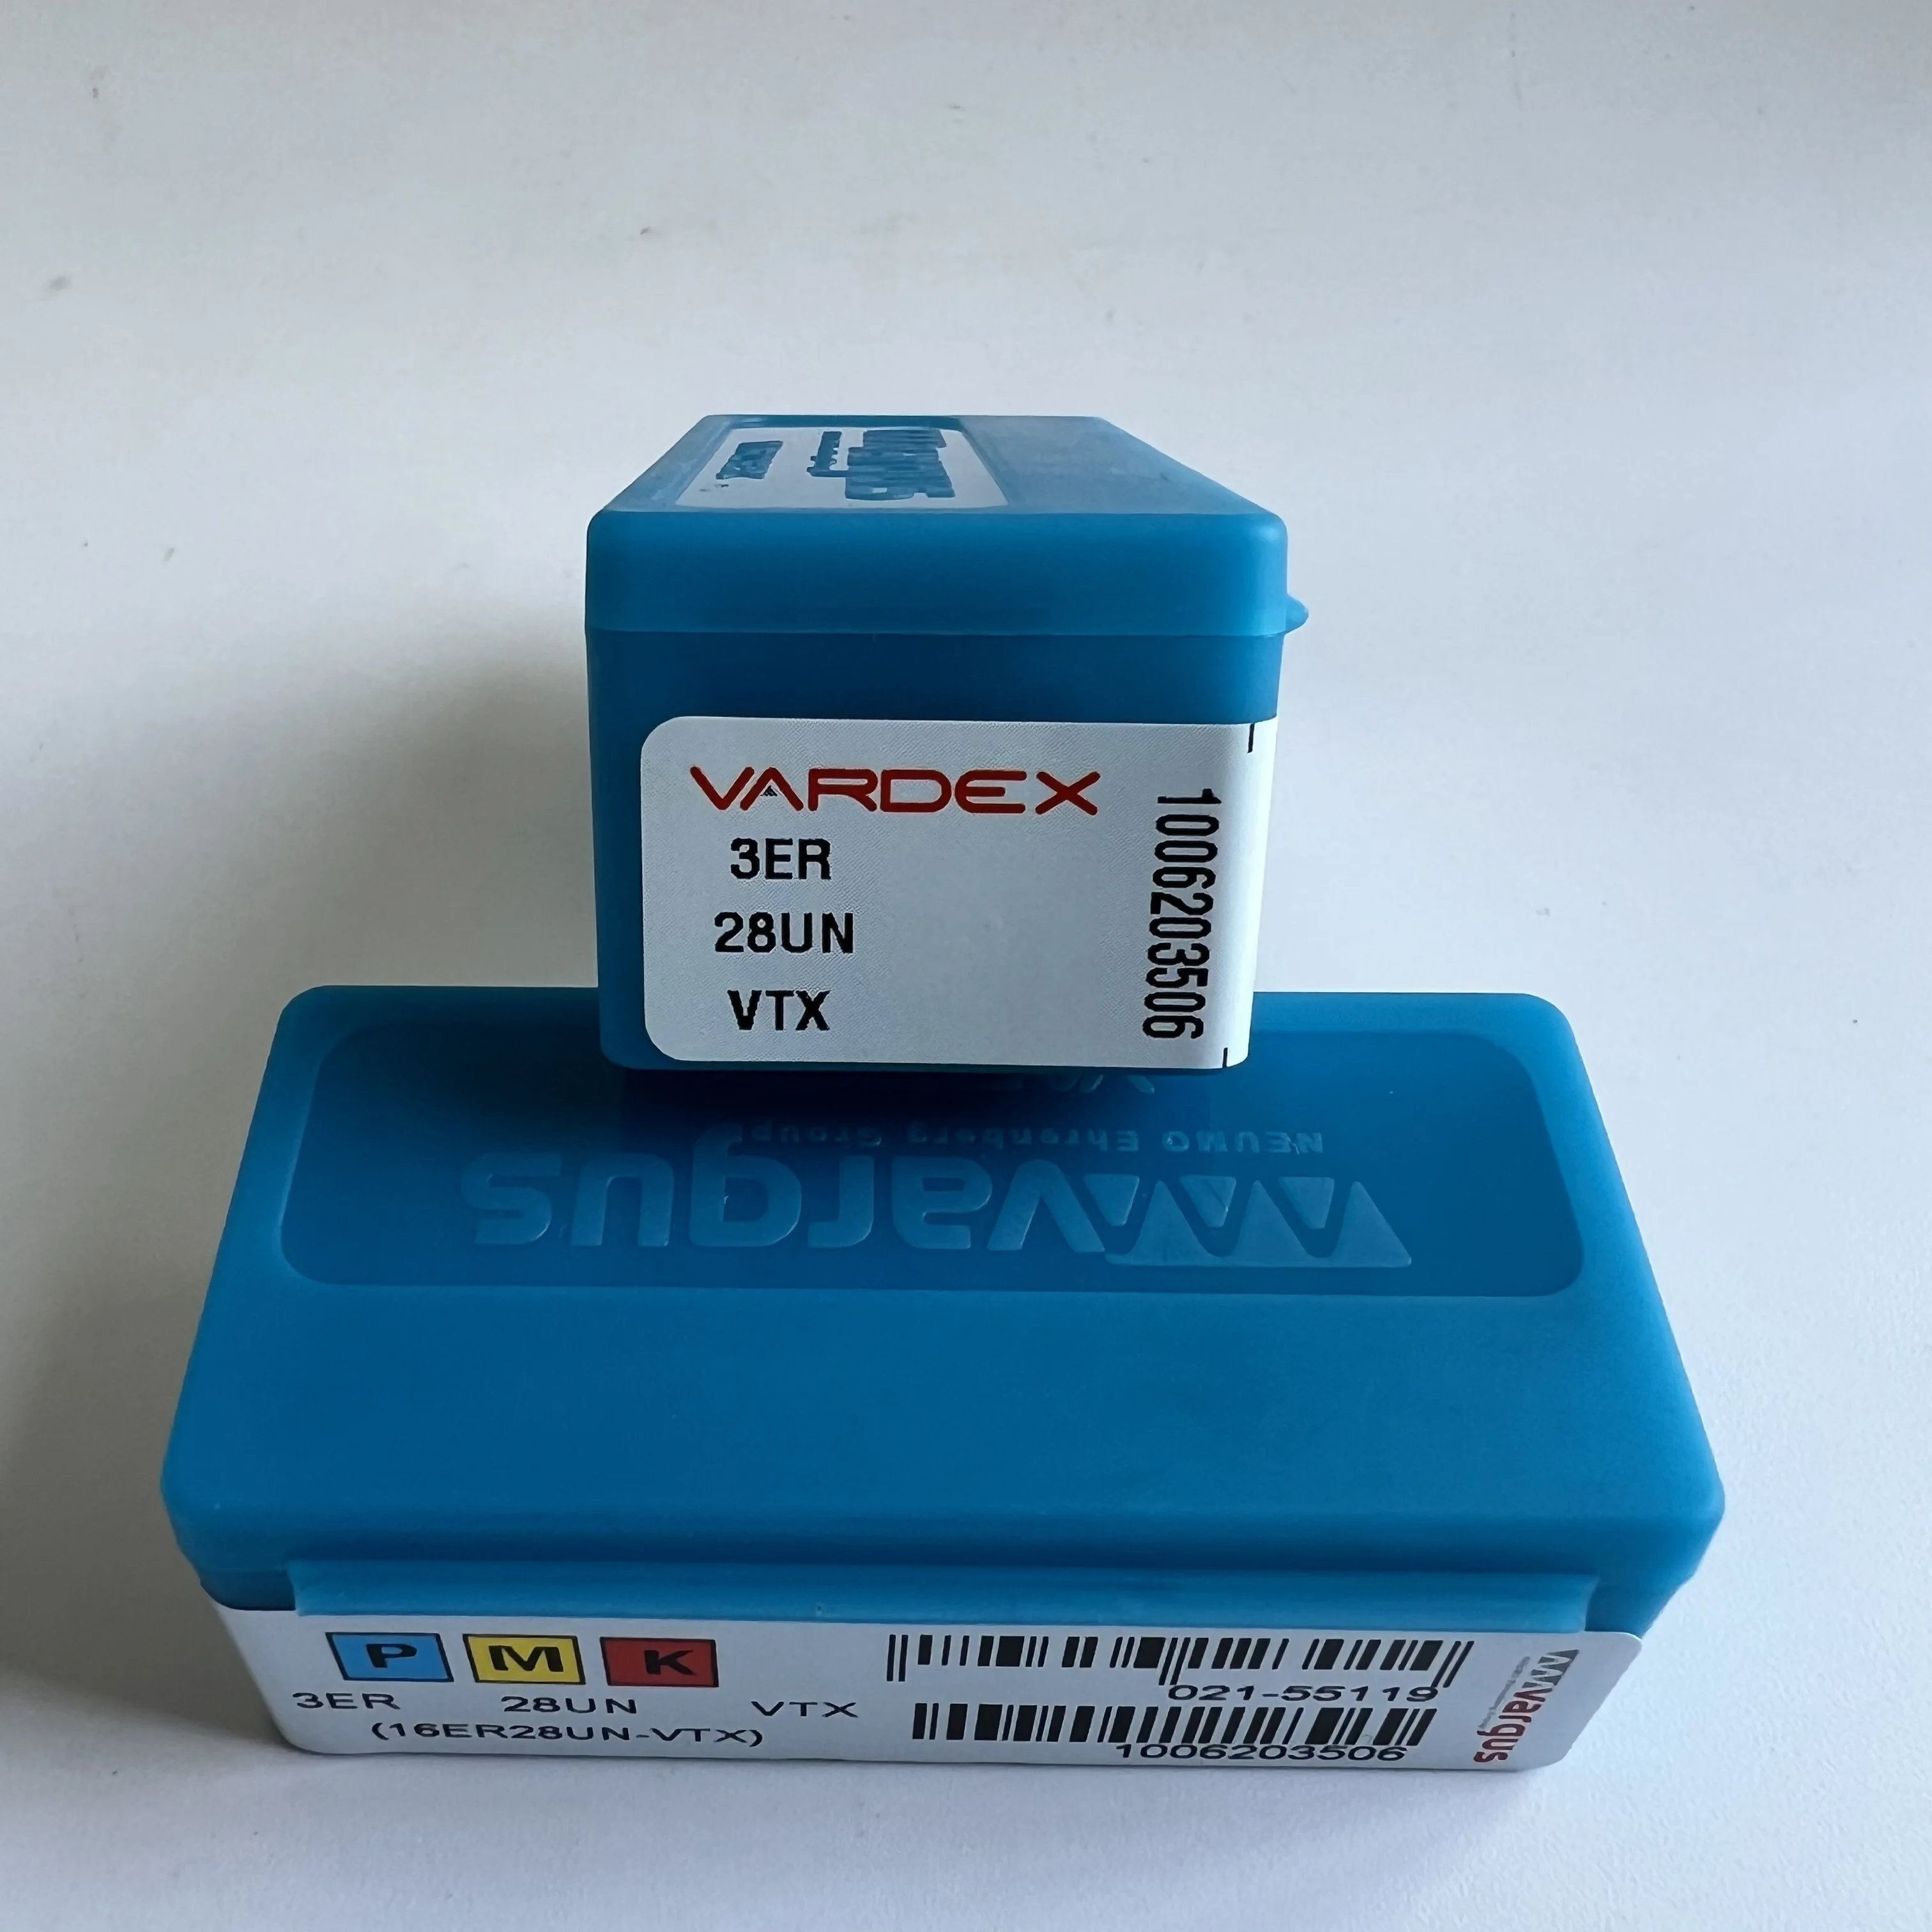 VARDEX
3ER
28UN
VTX
1006203506
NEUMO Ehrenberg Group
vargus
P M K
3ER 28UN VTX
(16ER28UN-VTX)
021-55119
1006203506
vargus